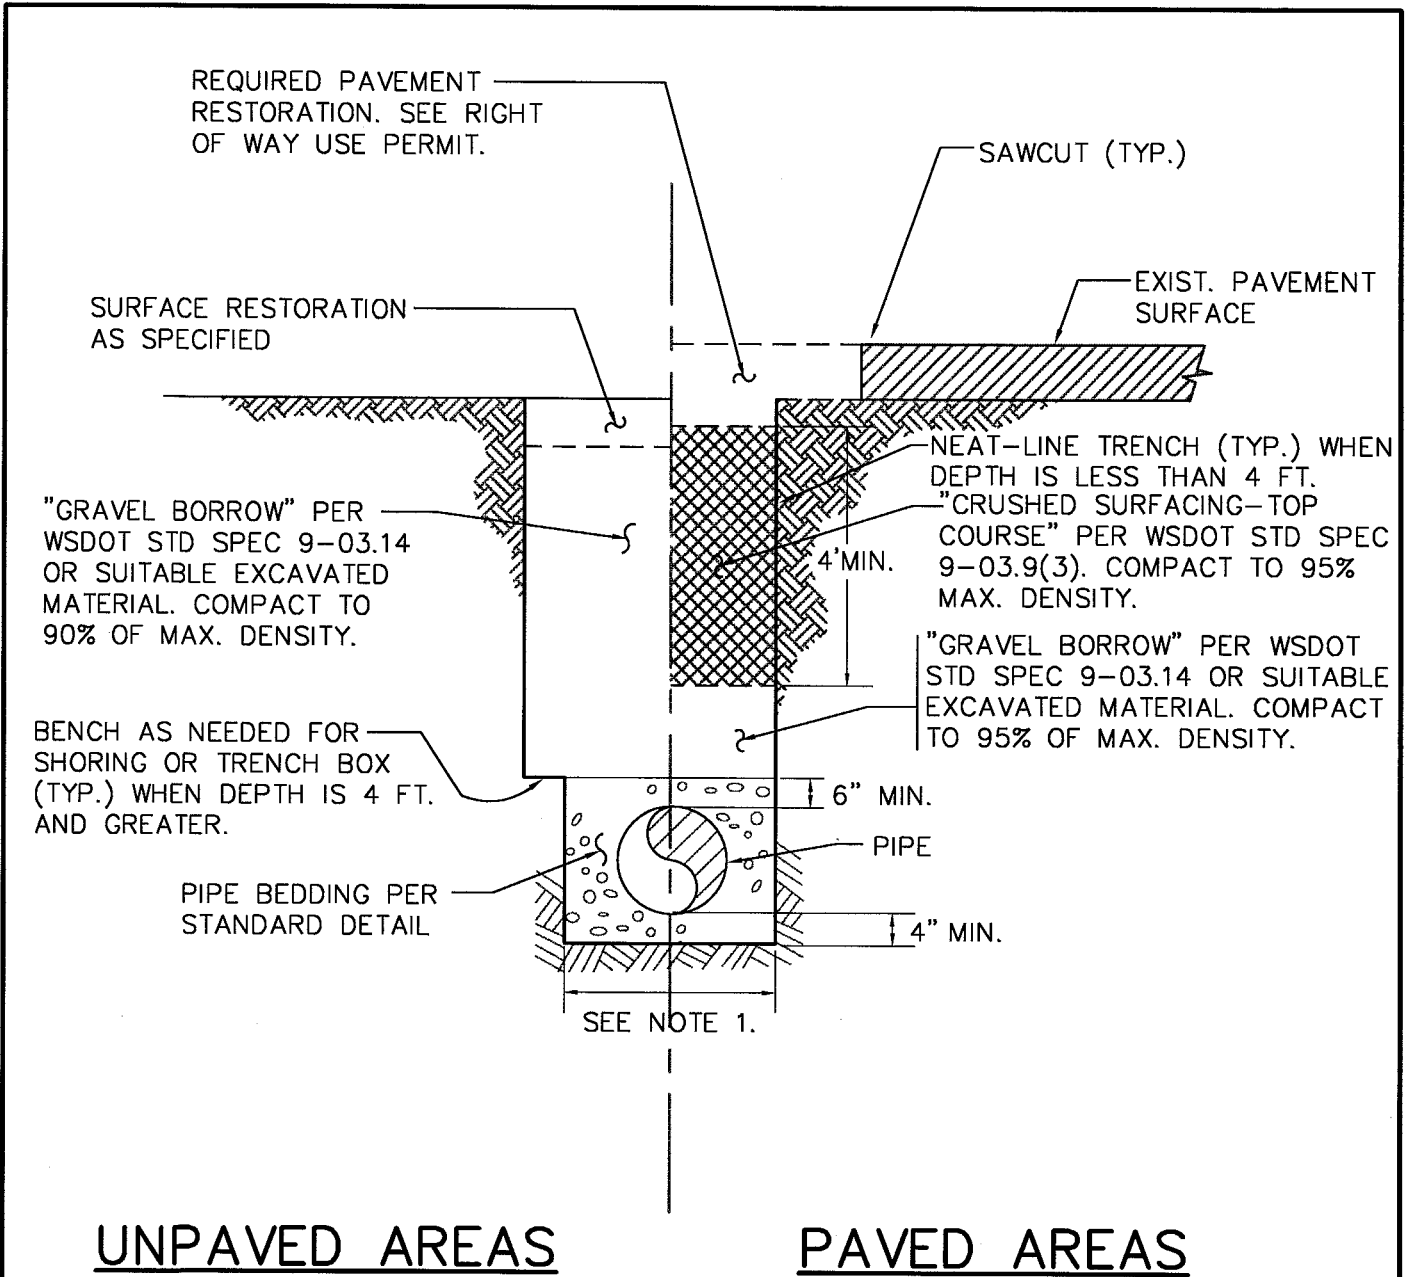 REQUIRED PAVEMENT
RESTORATION. SEE RIGHT
OF WAY USE PERMIT.
SAWCUT (TYP.)
EXIST. PAVEMENT
SURFACE
SURFACE RESTORATION
AS SPECIFIED
NEAT-LINE TRENCH (TYP.) WHEN
DEPTH IS LESS THAN 4 FT.
"GRAVEL BORROW" PER
WSDOT STD SPEC 9-03.14
OR SUITABLE EXCAVATED
MATERIAL. COMPACT TO
90% OF MAX. DENSITY.
"CRUSHED SURFACING-TOP
COURSE" PER WSDOT STD SPEC
9-03.9(3). COMPACT TO 95%
MAX. DENSITY.
4'MIN.
"GRAVEL BORROW" PER WSDOT
STD SPEC 9-03.14 OR SUITABLE
EXCAVATED MATERIAL. COMPACT
TO 95% OF MAX. DENSITY.
BENCH AS NEEDED FOR
SHORING OR TRENCH BOX
(TYP.) WHEN DEPTH IS 4 FT.
AND GREATER.
6" MIN.
PIPE
PIPE BEDDING PER
STANDARD DETAIL
4" MIN.
SEE NOTE 1.
UNPAVED AREAS
PAVED AREAS